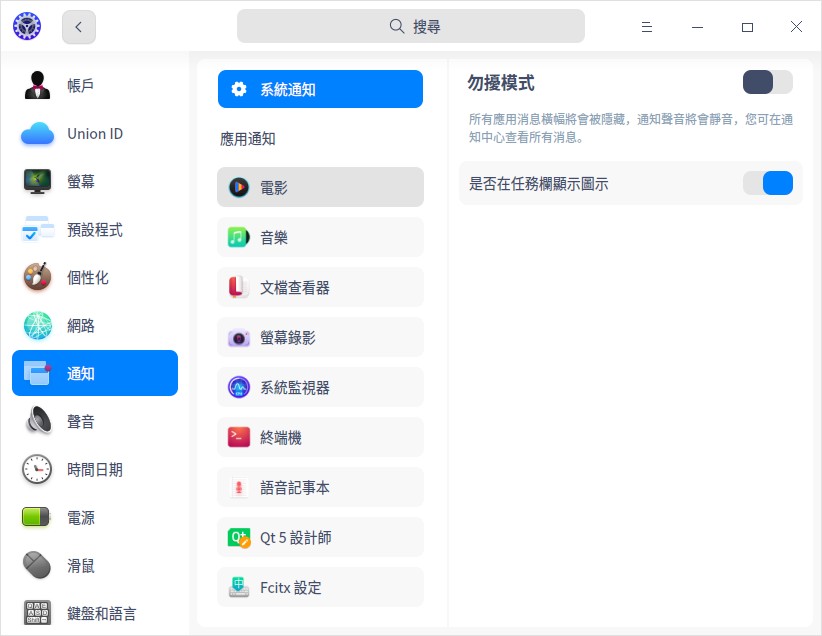 搜尋
帳戶
Union ID
螢幕
預設程式
個性化
網路
通知
聲音
時間日期
電源
滑鼠
鍵盤和語言
系統通知
應用通知
電影
音樂
文檔查看器
螢幕錄影
系統監視器
終端機
語音記事本
Qt 5 設計師
Fcitx 設定
勿擾模式
所有應用消息橫幅將會被隱藏，通知聲音將會靜音，您可在通
知中心查看所有消息。
是否在任務欄顯示圖示